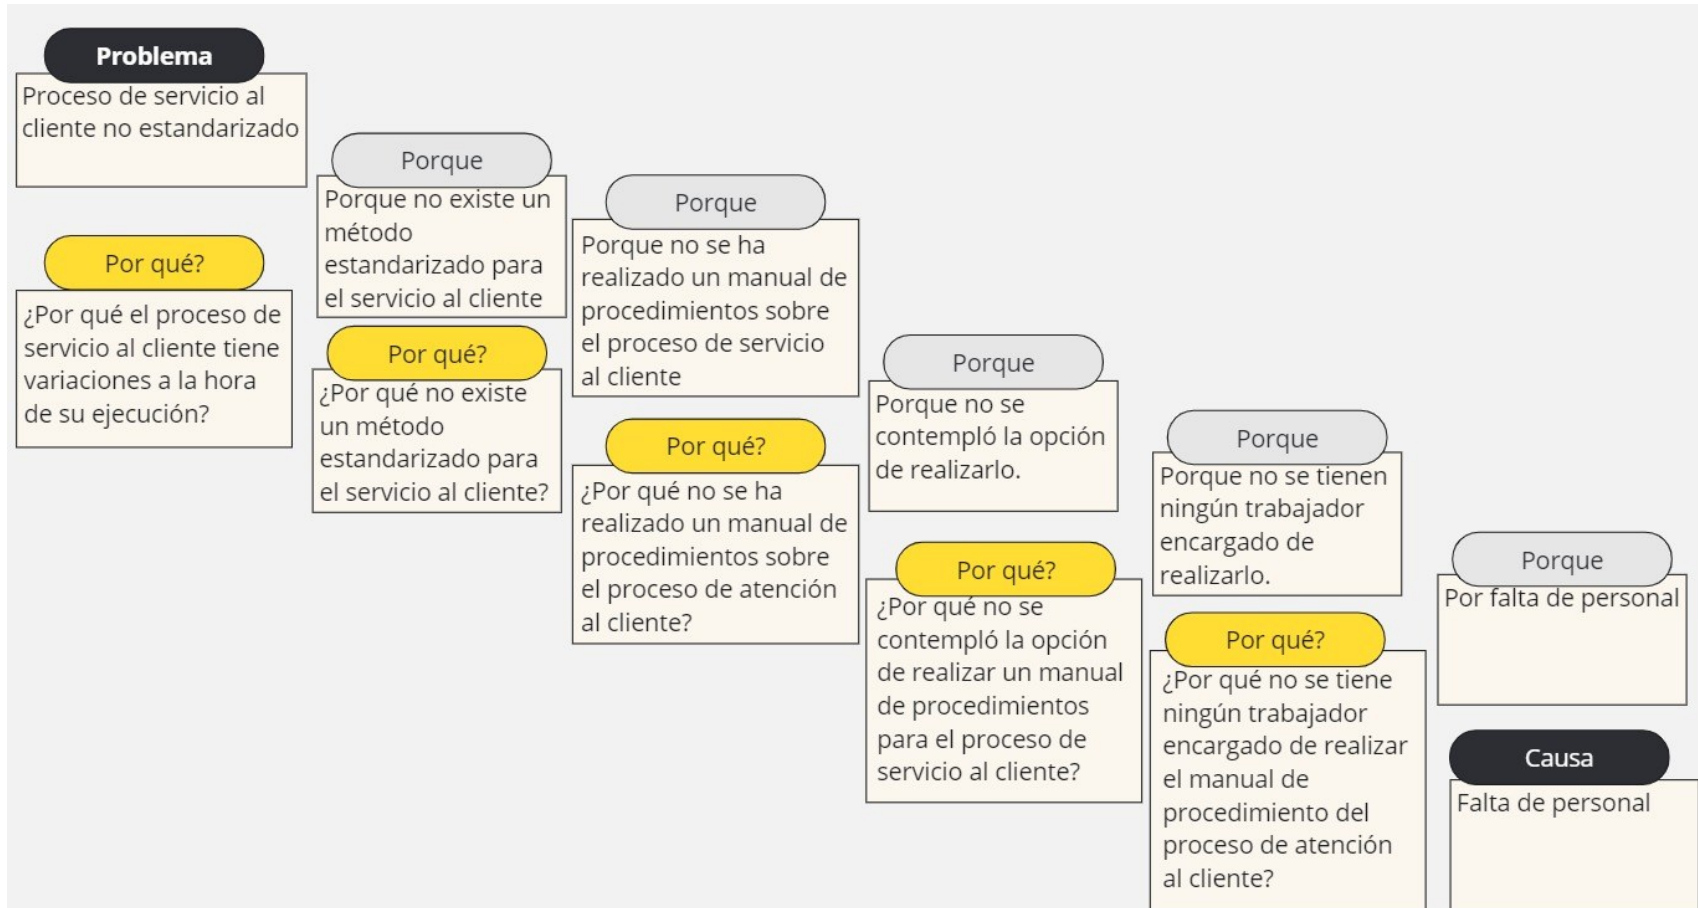 Problema
Proceso de servicio al
cliente no estandarizado
Por qué?
¿Por qué el proceso de
servicio al cliente tiene
variaciones a la hora
de su ejecución?
Porque
Porque no existe un
método
estandarizado para
el servicio al cliente
Por qué?
¿Por qué no existe
un método
estandarizado para
el servicio al cliente?
Porque
Porque no se ha
realizado un manual de
procedimientos sobre
el proceso de servicio
al cliente
Por qué?
¿Por qué no se ha
realizado un manual de
procedimientos sobre
el proceso de atención
al cliente?
Porque
Porque no se
contempló la opción
de realizarlo.
Por qué?
¿Por qué no se
contempló la opción
de realizar un manual
de procedimientos
para el proceso de
servicio al cliente?
Porque
Porque no se tienen
ningún trabajador
encargado de
realizarlo.
Por qué?
¿Por qué no se tiene
ningún trabajador
encargado de realizar
el manual de
procedimiento del
proceso de atención
al cliente?
Porque
Por falta de personal
Causa
Falta de personal